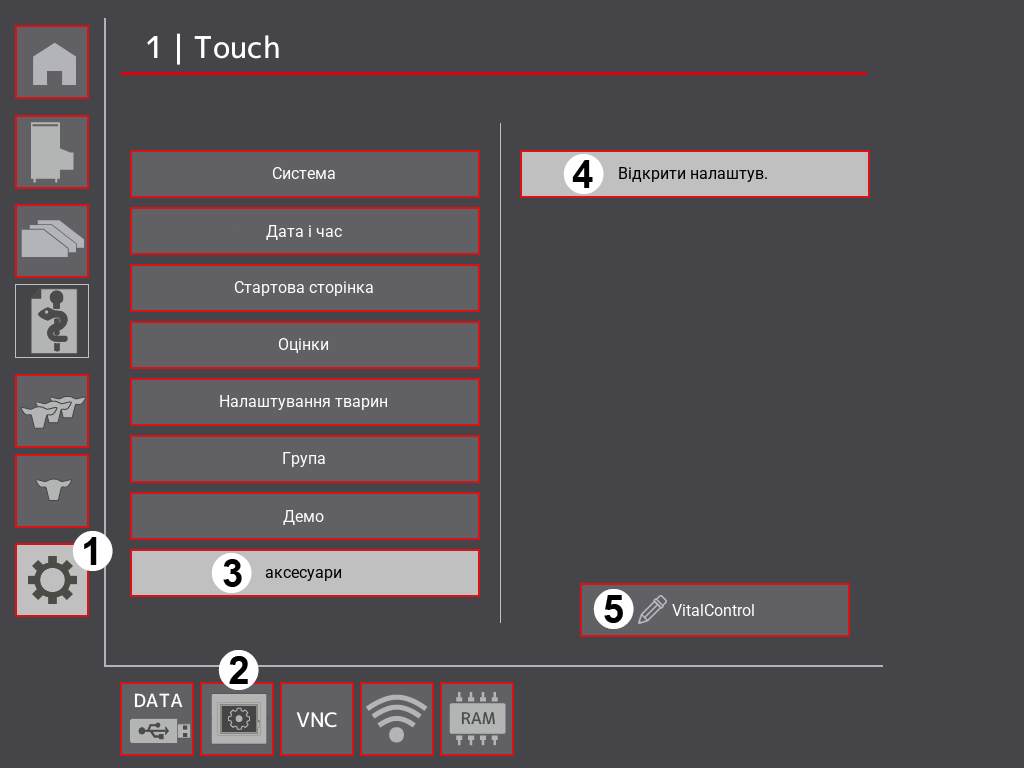 1 | Touch
Система
Дата і час
Стартова сторінка
Оцінки
Налаштування тварин
Група
Демо
3 аксесуари
4 Відкрити налаштув.
5 VitalControl
1
2
DATA
VNC
RAM